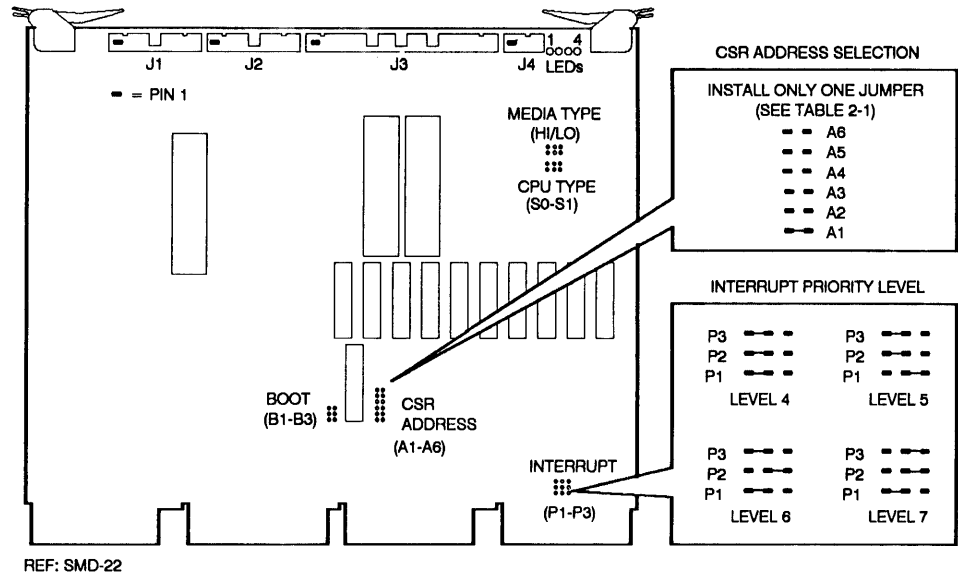 J1 J2 J3 J4 1 4
LEDs
= PIN 1
MEDIA TYPE
(HI/LO)
CPU TYPE
(S0-S1)
BOOT
(B1-B3)
CSR
ADDRESS
(A1-A6)
INTERRUPT
(P1-P3)
CSR ADDRESS SELECTION
INSTALL ONLY ONE JUMPER
(SEE TABLE 2-1)
A6
A5
A4
A3
A2
A1
INTERRUPT PRIORITY LEVEL
P3
P2
P1
LEVEL 4
P3
P2
P1
LEVEL 5
P3
P2
P1
LEVEL 6
P3
P2
P1
LEVEL 7
REF: SMD-22